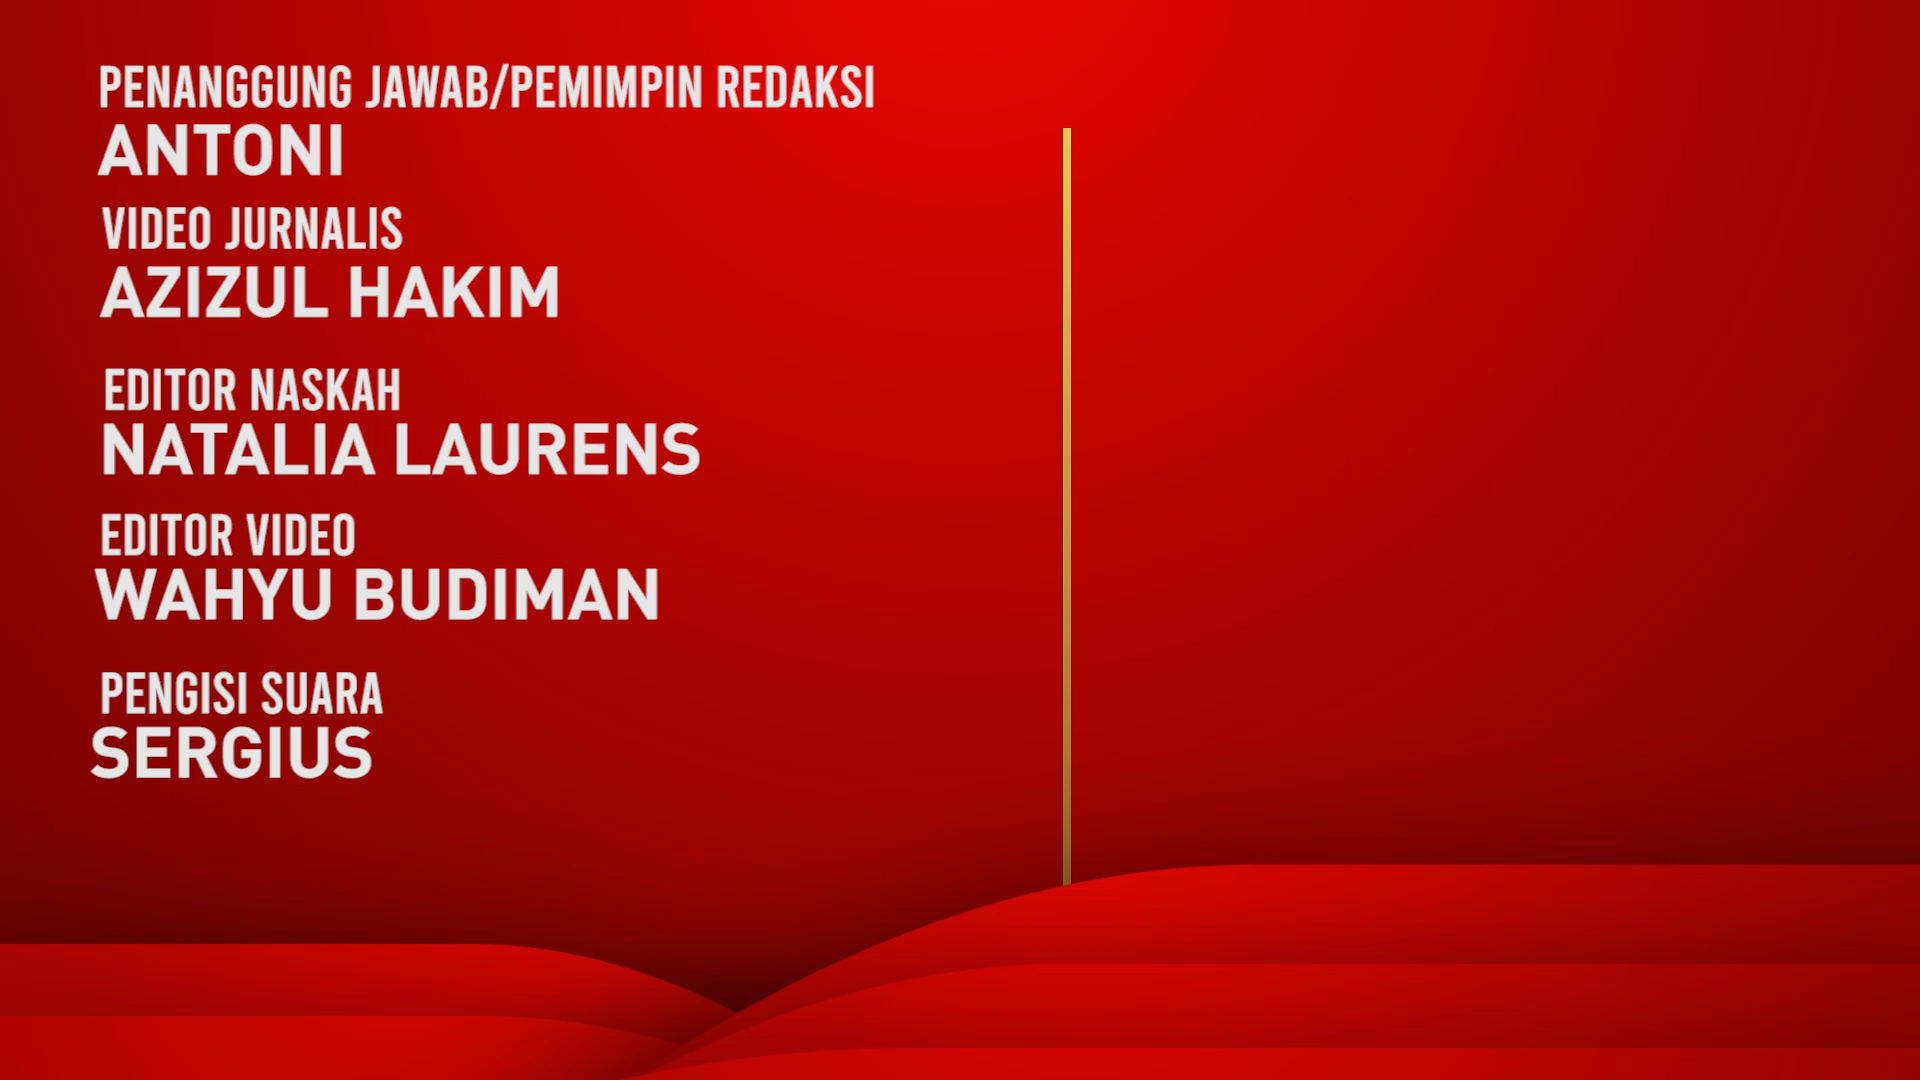 PENANGGUNG JAWAB/PEMIMPIN REDAKSI
ANTONI
VIDEO JURNALIS
AZIZUL HAKIM
EDITOR NASKAH
NATALIA LAURENS
EDITOR VIDEO
WAHYU BUDIMAN
PENGISI SUARA
SERGIUS